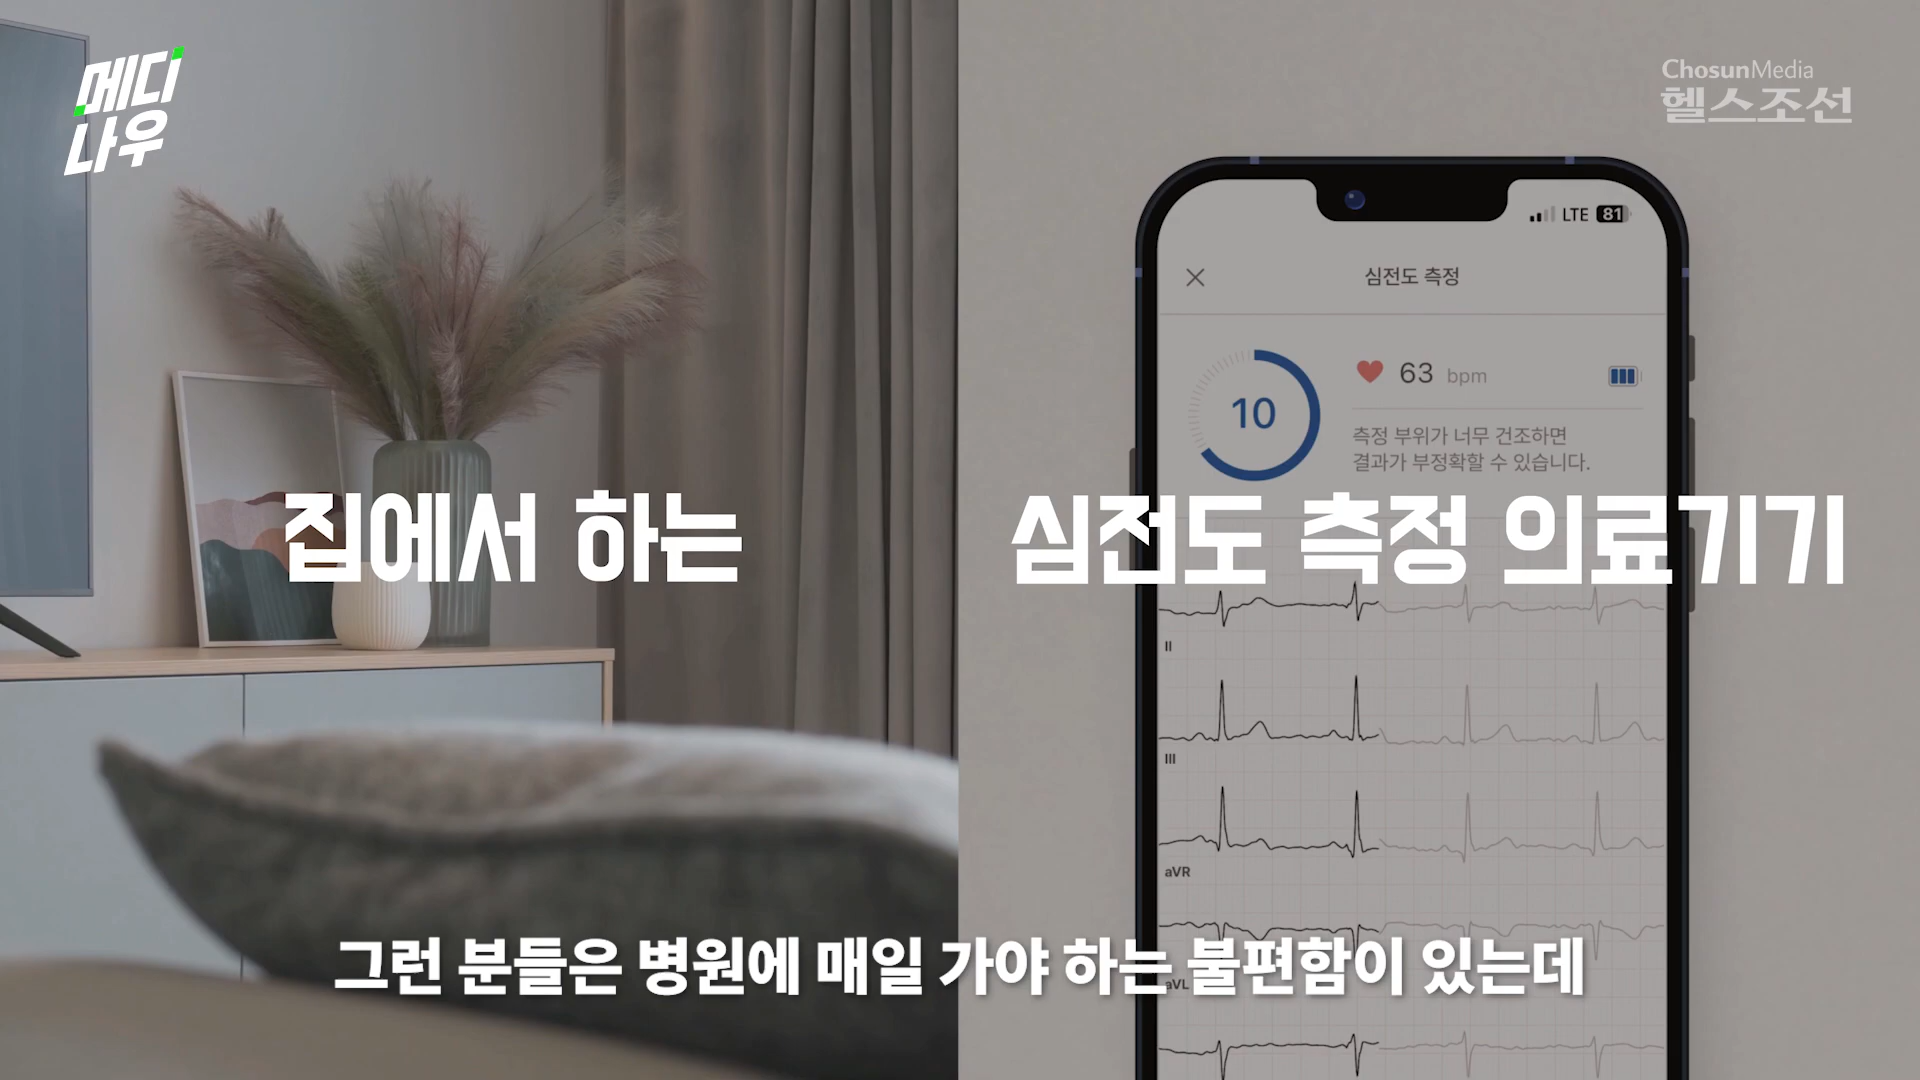 메디
나우
ChosunMedia
헬스조선
LTE 81
심전도 측정
10
63 bpm
측정 부위가 너무 건조하면
결과가 부정확할 수 있습니다.
집에서 하는
심전도 측정 의료기기
II
III
aVR
aVL
그런 분들은 병원에 매일 가야 하는 불편함이 있는데